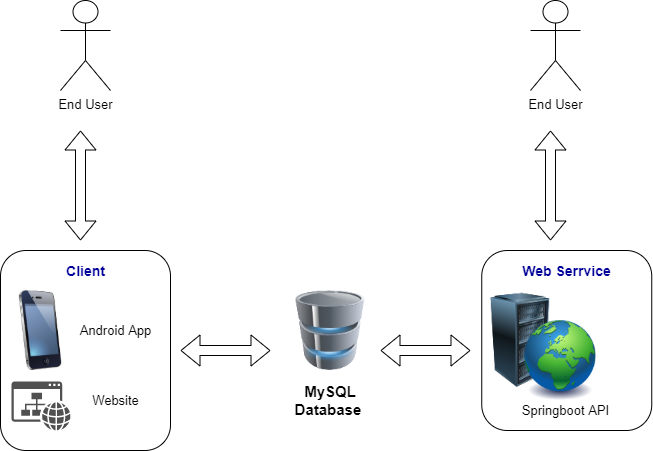 End User
End User
Client
Web Serrvice
Android App
Website
MySQL
Database
Springboot API